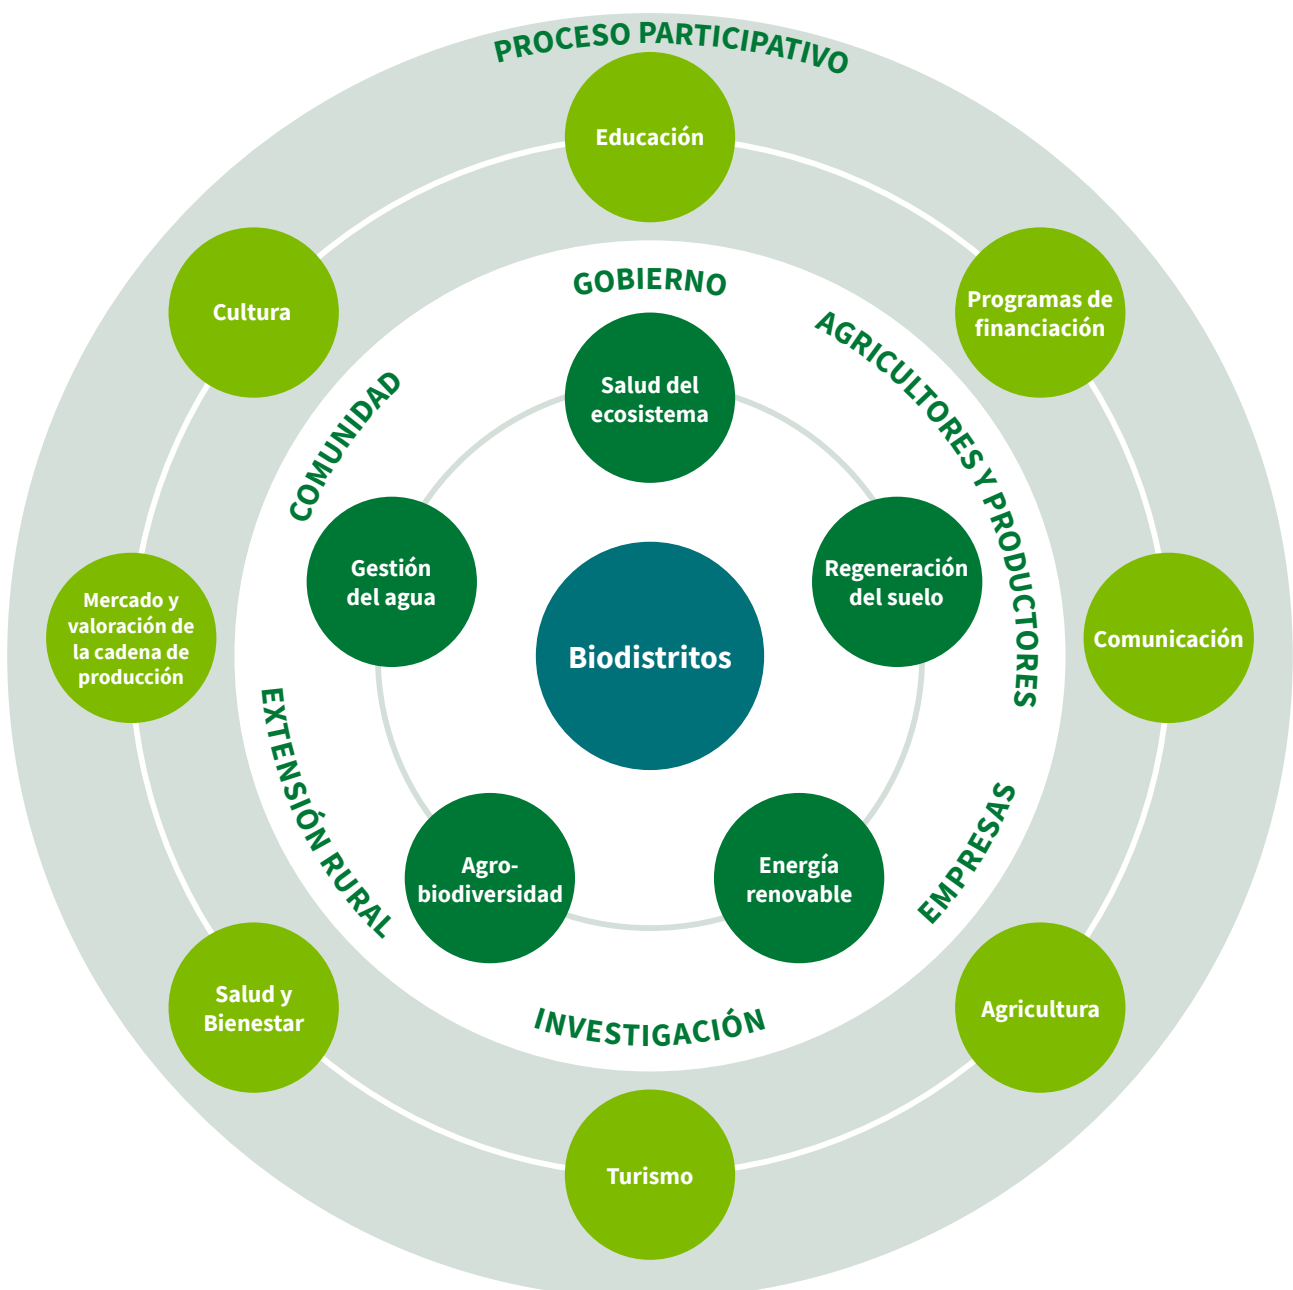 PROCESO PARTICIPATIVO
Educación
Cultura
Programas de
financiación
GOBIERNO
AGRICULTORES Y PRODUCTORES
COMUNIDAD
Salud del
ecosistema
Gestión
del agua
Regeneración
del suelo
Mercado y
valoración de
la cadena de
producción
Biodistritos
Comunicación
EXTENSIÓN RURAL
EMPRESAS
Agro-
biodiversidad
Energía
renovable
Salud y
Bienestar
INVESTIGACIÓN
Agricultura
Turismo